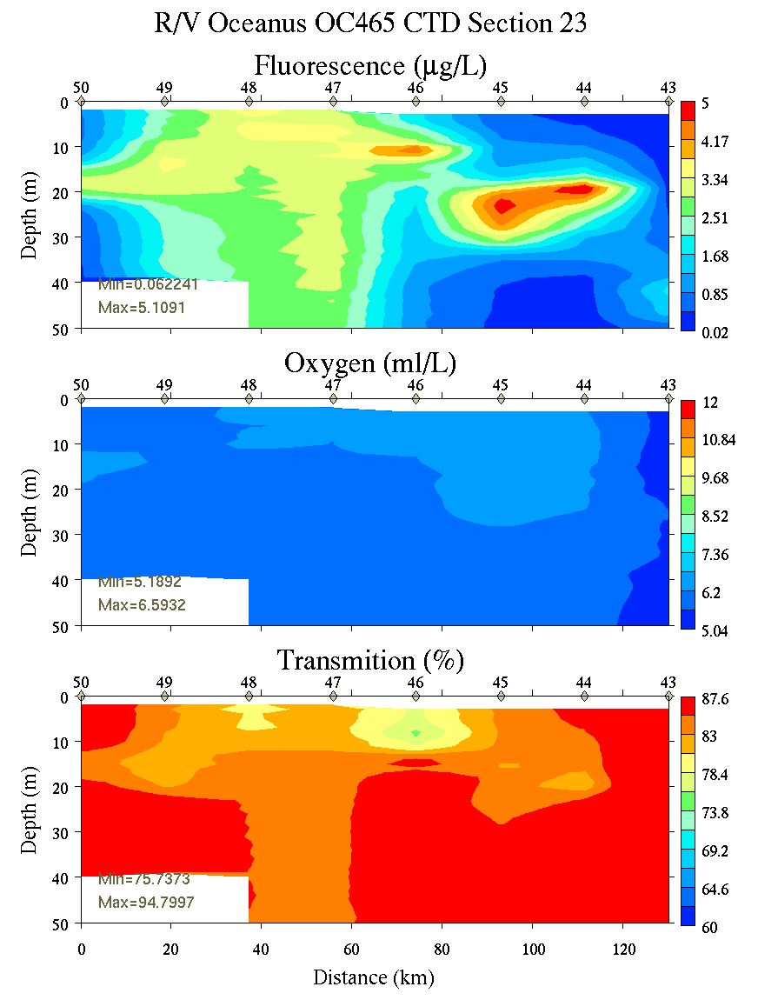 R/V Oceanus OC465 CTD Section 23
Fluorescence (µg/L)
50 49 48 47 46 45 44 43
0
10
20
30
40
50
Depth (m)
Min=0.062241
Max=5.1091
5
4.17
3.34
2.51
1.68
0.85
0.02
Oxygen (ml/L)
50 49 48 47 46 45 44 43
0
10
20
30
40
50
Depth (m)
Min=5.1892
Max=6.5932
12
10.84
9.68
8.52
7.36
6.2
5.04
Transmition (%)
50 49 48 47 46 45 44 43
0
10
20
30
40
50
Depth (m)
Min=75.7373
Max=94.7997
87.6
83
78.4
73.8
69.2
64.6
60
0 20 40 60 80 100 120
Distance (km)